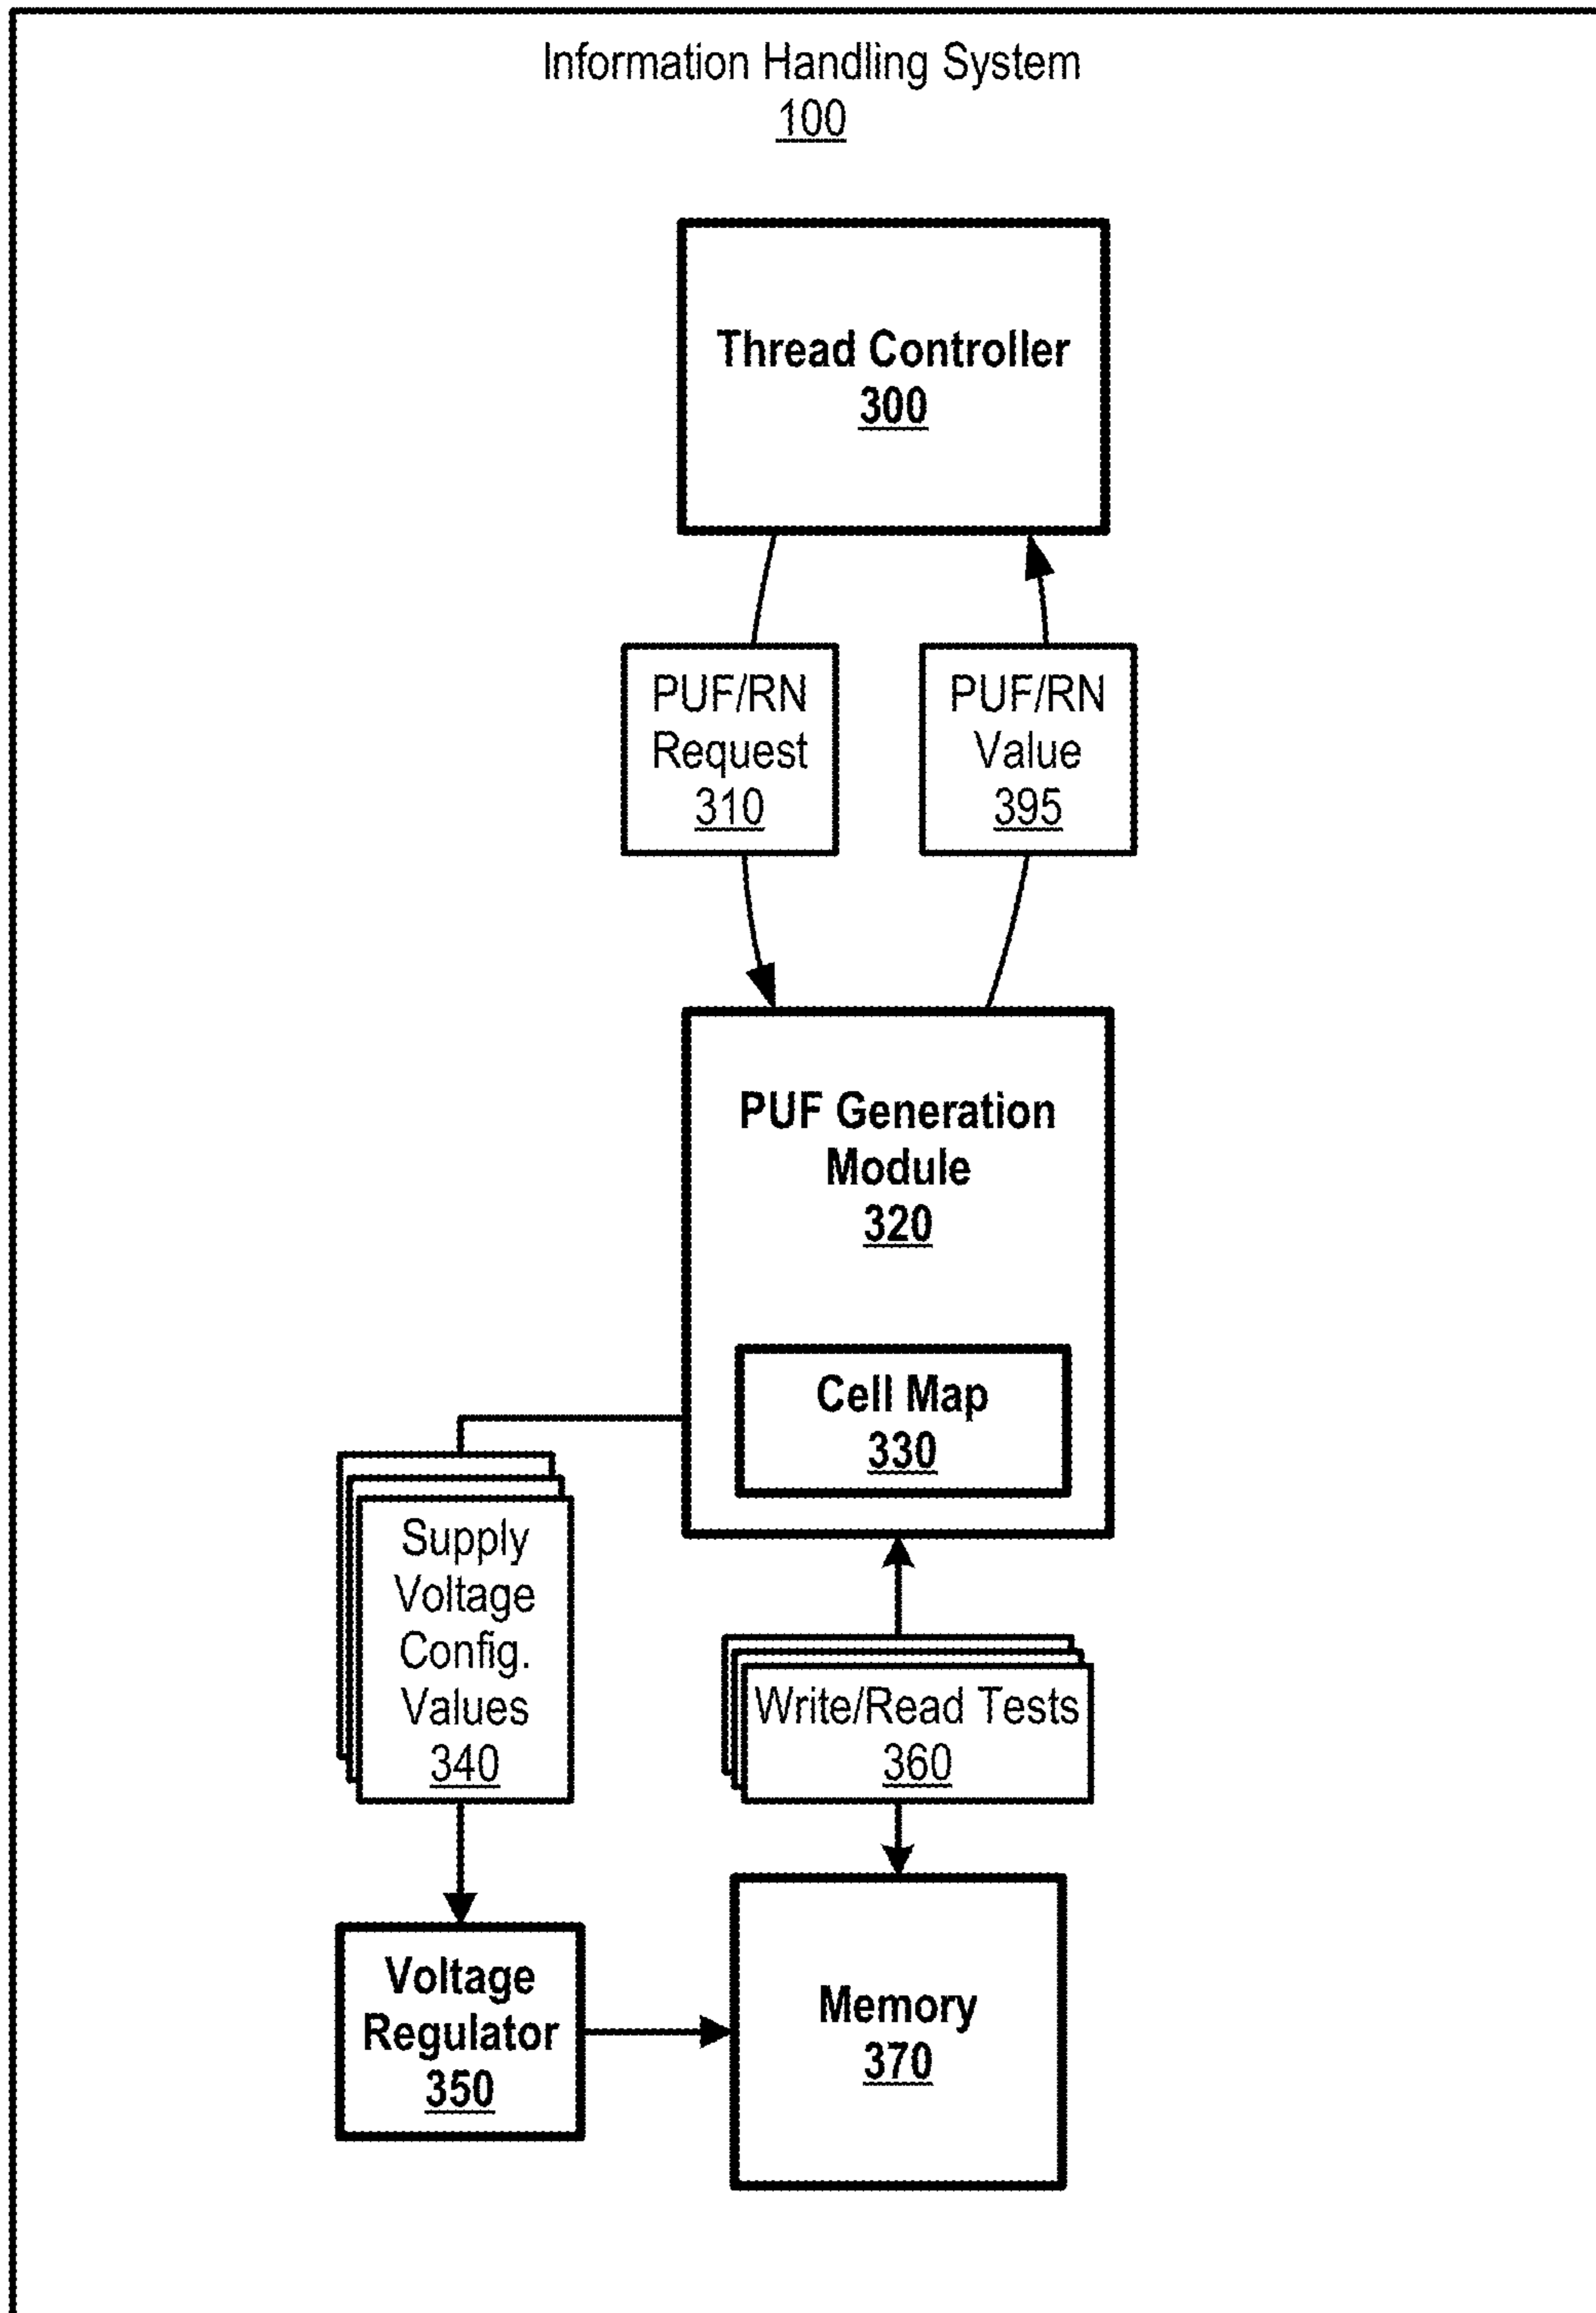 Information Handling System
100
Thread Controller
300
PUF/RN
Request
310
PUF/RN
Value
395
PUF Generation
Module
320
Cell Map
330
Supply
Voltage
Config.
Values
340
Write/Read Tests
360
Voltage
Regulator
350
Memory
370